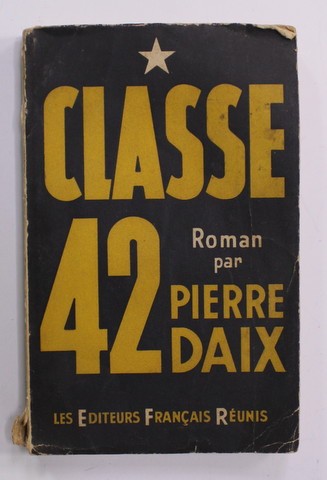 CLASSE
42
Roman
par
PIERRE
DAIX
LES EDITEURS FRANÇAIS RÉUNIS